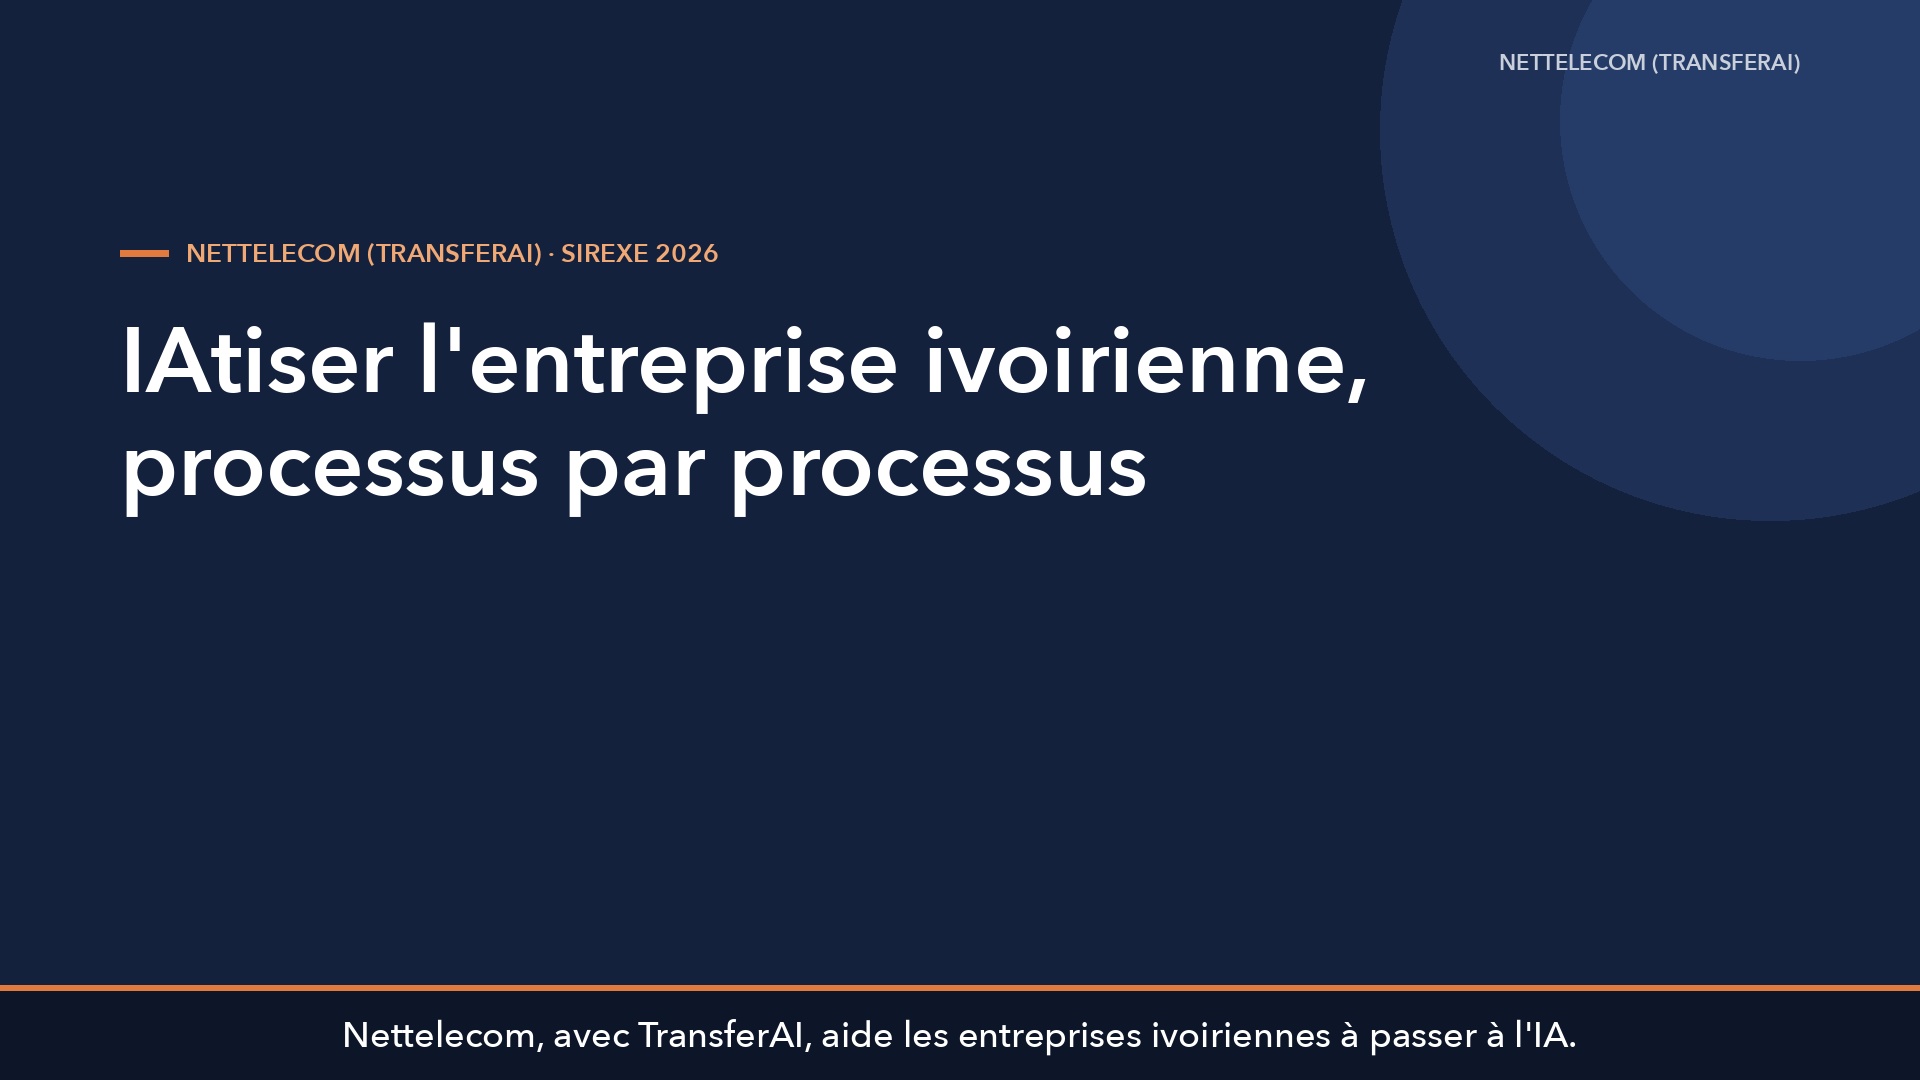 NETTELECOM (TRANSFERAI)
NETTELECOM (TRANSFERAI) · SIREXE 2026
IAtiser l'entreprise ivoirienne,
processus par processus
Nettelecom, avec TransferAI, aide les entreprises ivoiriennes à passer à l'IA.